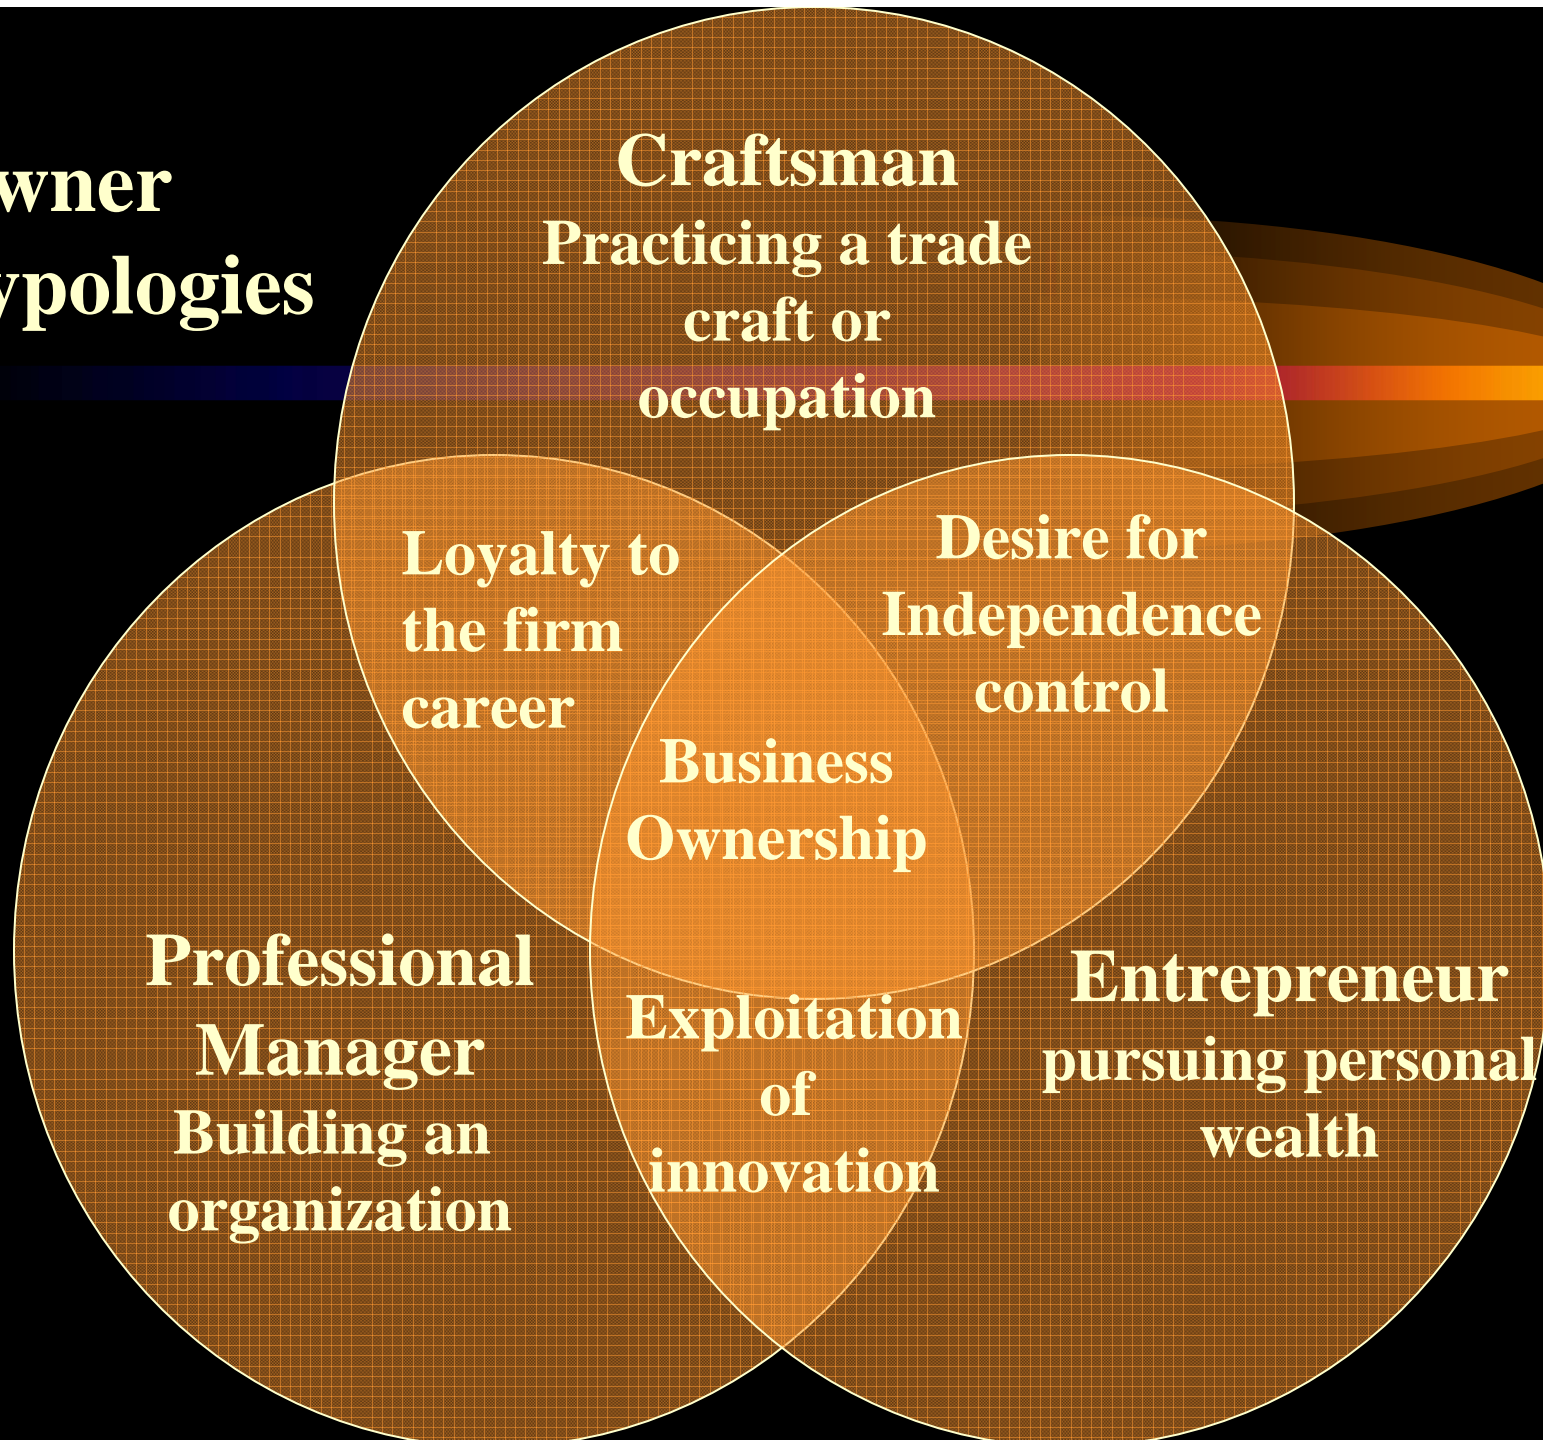 wner
ypologies
Craftsman
Practicing a trade
craft or
occupation
Loyalty to
the firm
career
Desire for
Independence
control
Business
Ownership
Professional
Manager
Building an
organization
Exploitation
of
innovation
Entrepreneur
pursuing personal
wealth